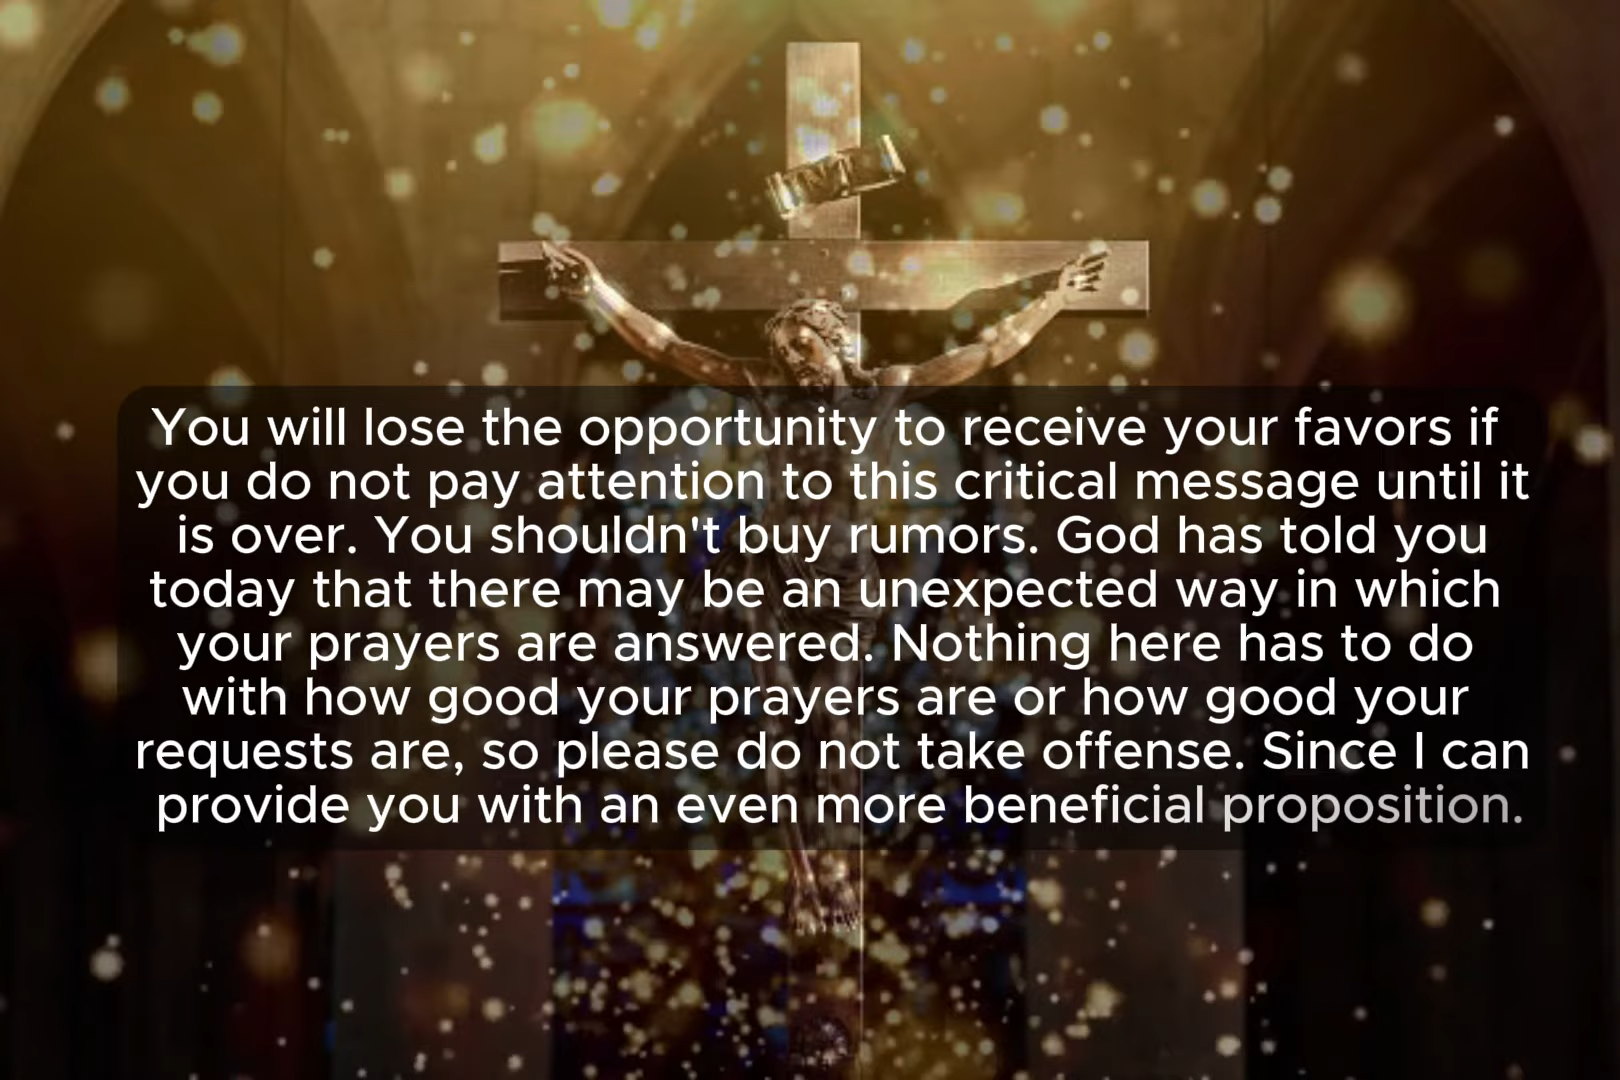 You will lose the opportunity to receive your favors if
you do not pay attention to this critical message until it
is over. You shouldn't buy rumors. God has told you
today that there may be an unexpected way in which
your prayers are answered. Nothing here has to do
with how good your prayers are or how good your
requests are, so please do not take offense. Since I can
provide you with an even more beneficial proposition.